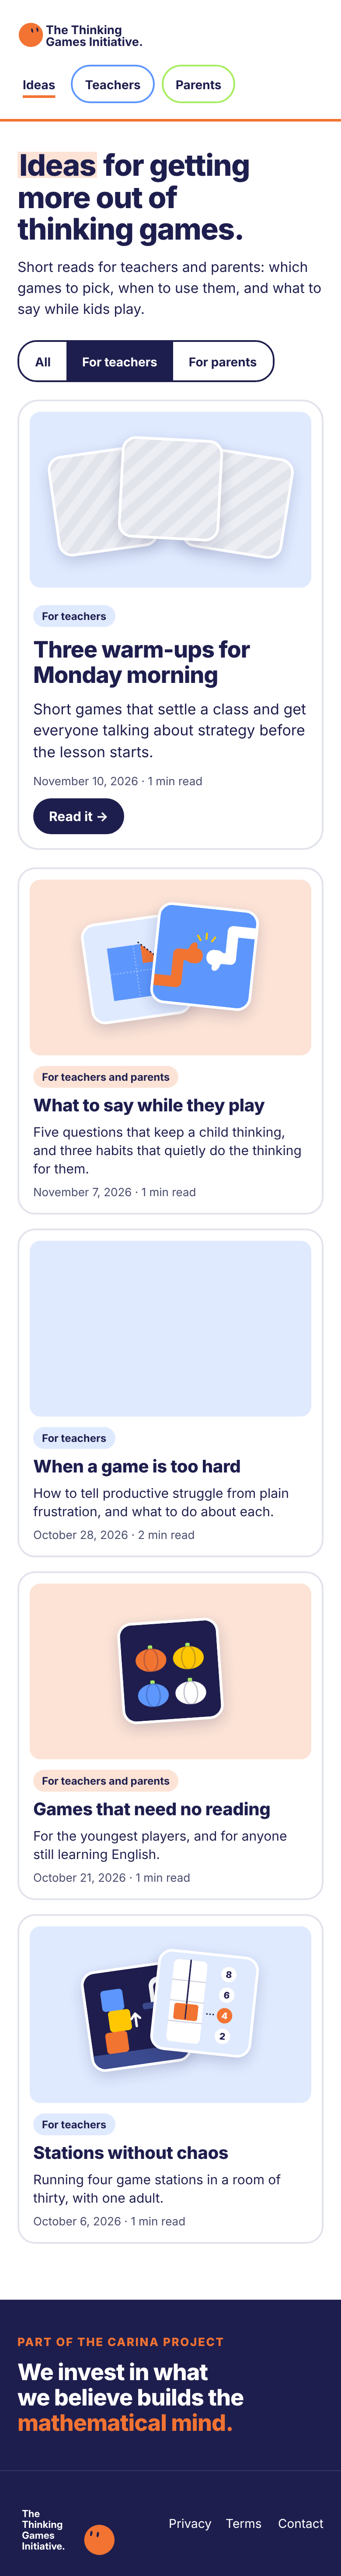 The Thinking
Games Initiative.
Ideas
Teachers
Parents
Ideas for getting
more out of
thinking games.
Short reads for teachers and parents: which
games to pick, when to use them, and what to
say while kids play.
All
For teachers
For parents
For teachers
Three warm-ups for
Monday morning
Short games that settle a class and get
everyone talking about strategy before
the lesson starts.
November 10, 2026 · 1 min read
Read it →
For teachers and parents
What to say while they play
Five questions that keep a child thinking,
and three habits that quietly do the thinking
for them.
November 7, 2026 · 1 min read
For teachers
When a game is too hard
How to tell productive struggle from plain
frustration, and what to do about each.
October 28, 2026 · 2 min read
For teachers and parents
Games that need no reading
For the youngest players, and for anyone
still learning English.
October 21, 2026 · 1 min read
8
6
4
2
For teachers
Stations without chaos
Running four game stations in a room of
thirty, with one adult.
October 6, 2026 · 1 min read
PART OF THE CARINA PROJECT
We invest in what
we believe builds the
mathematical mind.
The
Thinking
Games
Initiative.
Privacy
Terms
Contact